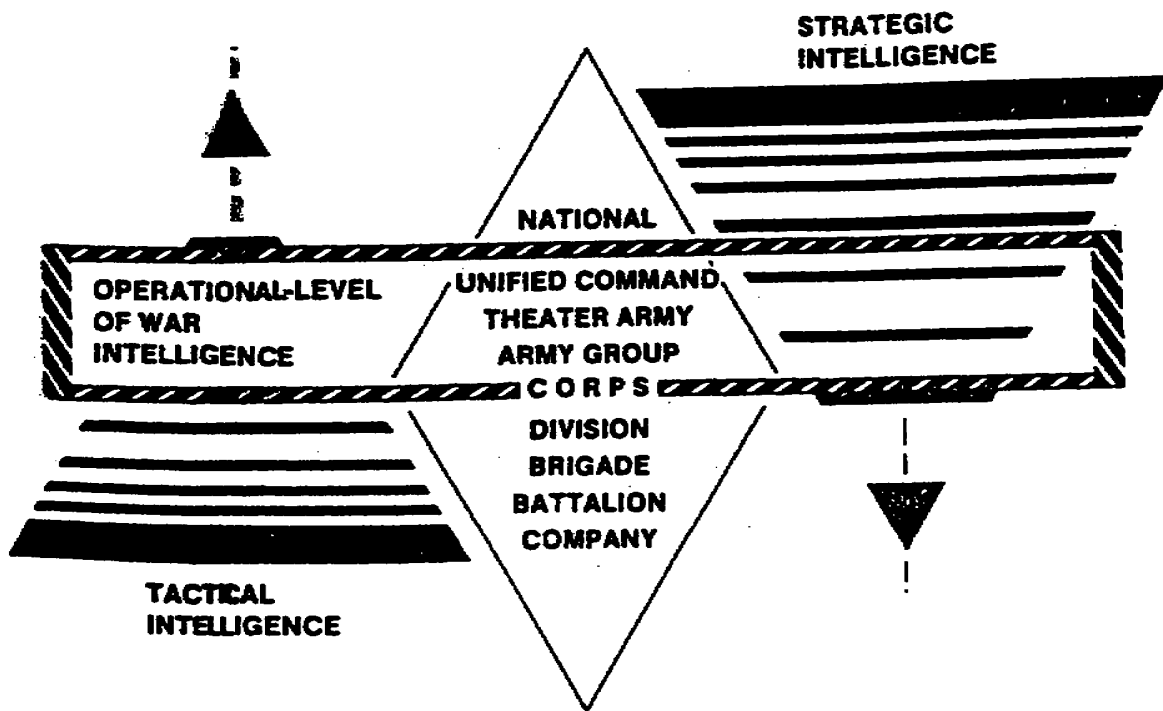 STRATEGIC
INTELLIGENCE
NATIONAL
OPERATIONAL-LEVEL
OF WAR
INTELLIGENCE
UNIFIED COMMAND
THEATER ARMY
ARMY GROUP
CORPS
DIVISION
BRIGADE
BATTALION
COMPANY
TACTICAL
INTELLIGENCE